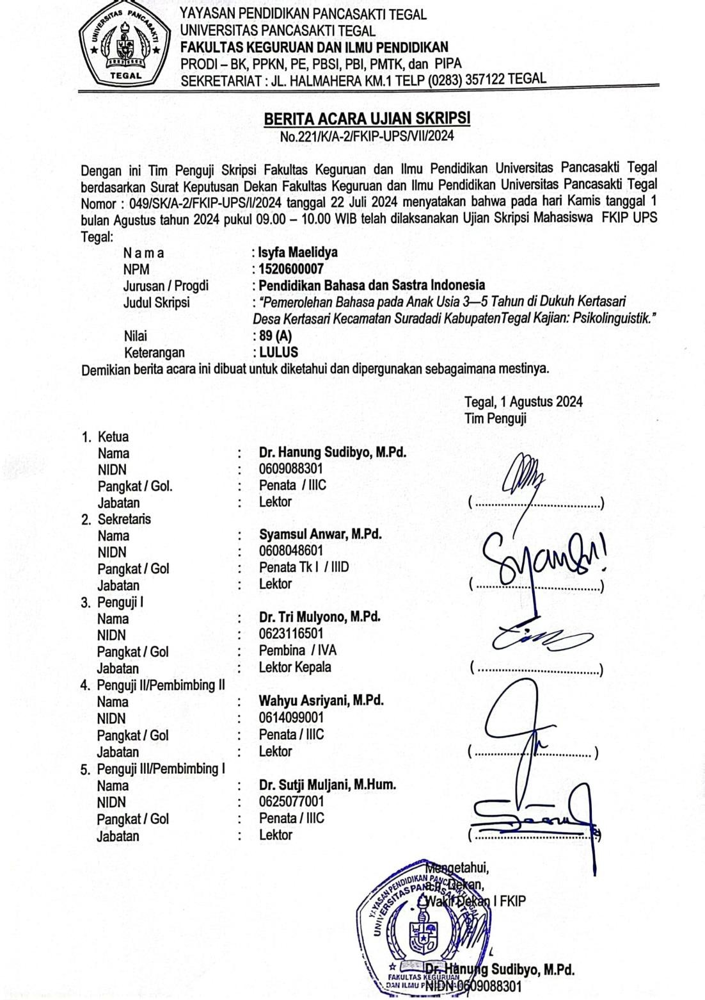 UNIVERSITAS PANCASAKTI
TEGAL
YAYASAN PENDIDIKAN PANCASAKTI TEGAL
UNIVERSITAS PANCASAKTI TEGAL
FAKULTAS KEGURUAN DAN ILMU PENDIDIKAN
PRODI – BK, PPKN, PE, PBSI, PBI, PMTK, dan PIPA
SEKRETARIAT : JL. HALMAHERA KM.1 TELP (0283) 357122 TEGAL
BERITA ACARA UJIAN SKRIPSI
No.221/K/A-2/FKIP-UPS/VII/2024
Dengan ini Tim Penguji Skripsi Fakultas Keguruan dan Ilmu Pendidikan Universitas Pancasakti Tegal
berdasarkan Surat Keputusan Dekan Fakultas Keguruan dan Ilmu Pendidikan Universitas Pancasakti Tegal
Nomor : 049/SK/A-2/FKIP-UPS/I/2024 tanggal 22 Juli 2024 menyatakan bahwa pada hari Kamis tanggal 1
bulan Agustus tahun 2024 pukul 09.00 – 10.00 WIB telah dilaksanakan Ujian Skripsi Mahasiswa FKIP UPS
Tegal:
N a m a : Isyfa Maelidya
NPM : 1520600007
Jurusan / Progdi : Pendidikan Bahasa dan Sastra Indonesia
Judul Skripsi : “Pemerolehan Bahasa pada Anak Usia 3—5 Tahun di Dukuh Kertasari
Desa Kertasari Kecamatan Suradadi KabupatenTegal Kajian: Psikolinguistik.”
Nilai : 89 (A)
Keterangan : LULUS
Demikian berita acara ini dibuat untuk diketahui dan dipergunakan sebagaimana mestinya.
Tegal, 1 Agustus 2024
Tim Penguji
1. Ketua
Nama : Dr. Hanung Sudibyo, M.Pd.
NIDN : 0609088301
Pangkat / Gol. : Penata / IIIC
Jabatan : Lektor (..........................................)
2. Sekretaris
Nama : Syamsul Anwar, M.Pd.
NIDN : 0608048601
Pangkat / Gol : Penata Tk I / IIID
Jabatan : Lektor (..........................................)
3. Penguji I
Nama : Dr. Tri Mulyono, M.Pd.
NIDN : 0623116501
Pangkat / Gol : Pembina / IVA
Jabatan : Lektor Kepala (..........................................)
4. Penguji II/Pembimbing II
Nama : Wahyu Asriyani, M.Pd.
NIDN : 0614099001
Pangkat / Gol : Penata / IIIC
Jabatan : Lektor (.......................................)
5. Penguji III/Pembimbing I
Nama : Dr. Sutji Muljani, M.Hum.
NIDN : 0625077001
Pangkat / Gol : Penata / IIIC
Jabatan : Lektor (..........................................)
Mengetahui,
a.n. Dekan,
Wakil Dekan I FKIP
YAYASAN PENDIDIKAN PANCASAKTI TEGAL
UNIVERSITAS PANCASAKTI TEGAL
FAKULTAS KEGURUAN
DAN ILMU
Dr. Hanung Sudibyo, M.Pd.
NIDN 0609088301